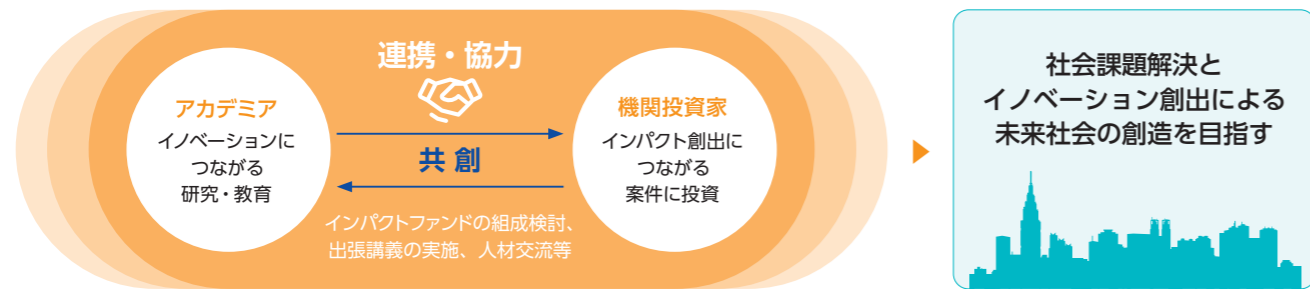 連携・協力
アカデミア
イノベーションに
つながる
研究・教育
共創
機関投資家
インパクト創出に
つながる
案件に投資
インパクトファンドの組成検討、
出張講義の実施、人材交流等
社会課題解決と
イノベーション創出による
未来社会の創造を目指す